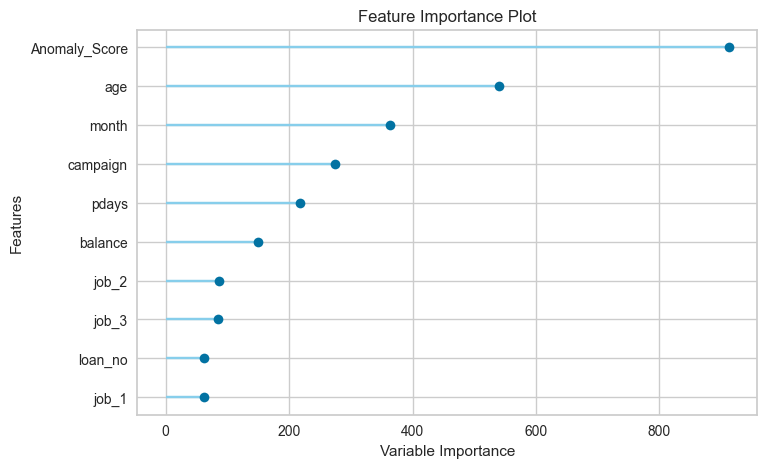 Feature Importance Plot
Features
Anomaly_Score
age
month
campaign
pdays
balance
job_2
job_3
loan_no
job_1
0 200 400 600 800
Variable Importance